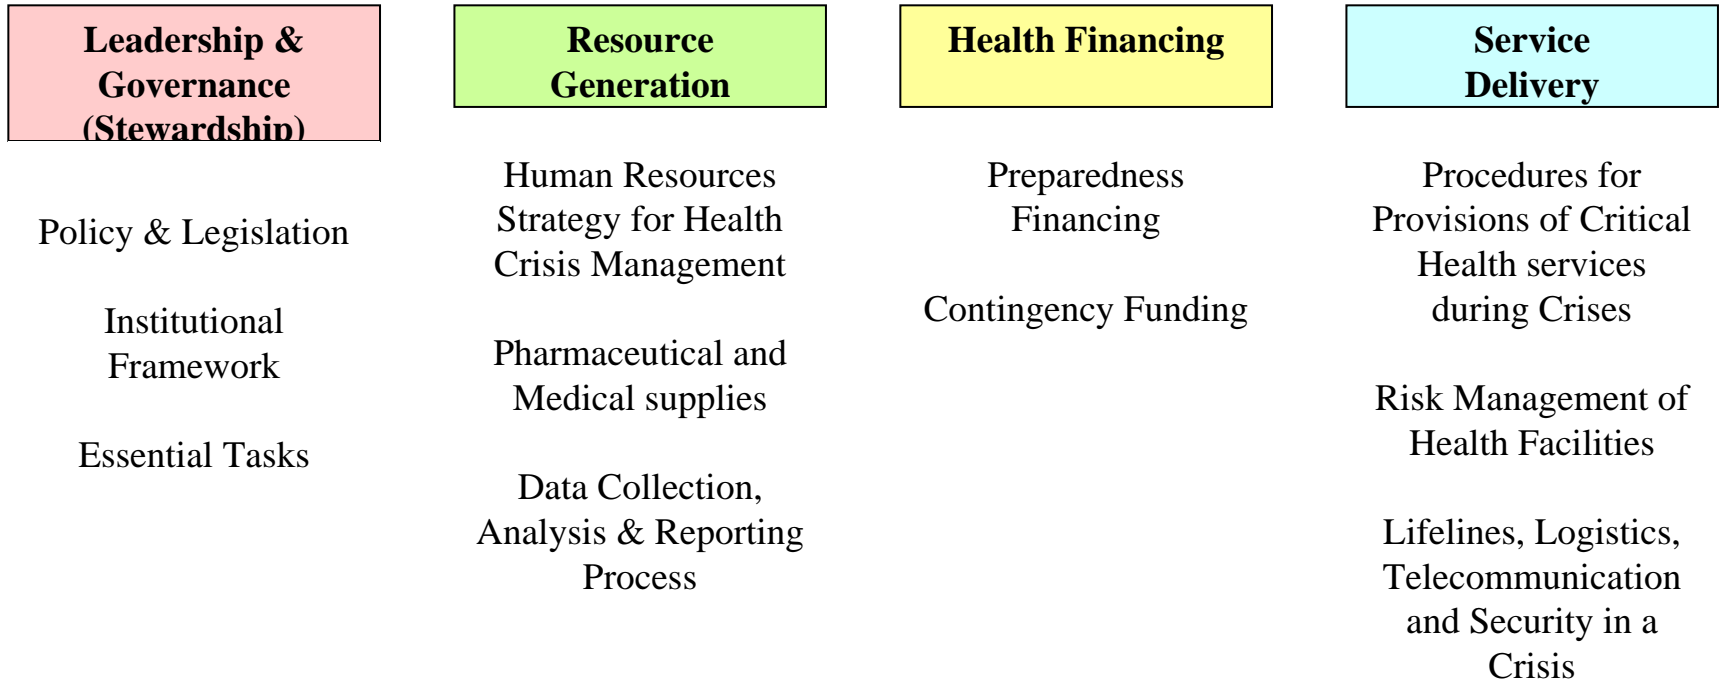 Leadership &
Governance
(Stewardship)
Policy & Legislation
Institutional
Framework
Essential Tasks
Resource
Generation
Human Resources
Strategy for Health
Crisis Management
Pharmaceutical and
Medical supplies
Data Collection,
Analysis & Reporting
Process
Health Financing
Preparedness
Financing
Contingency Funding
Service
Delivery
Procedures for
Provisions of Critical
Health services
during Crises
Risk Management of
Health Facilities
Lifelines, Logistics,
Telecommunication
and Security in a
Crisis